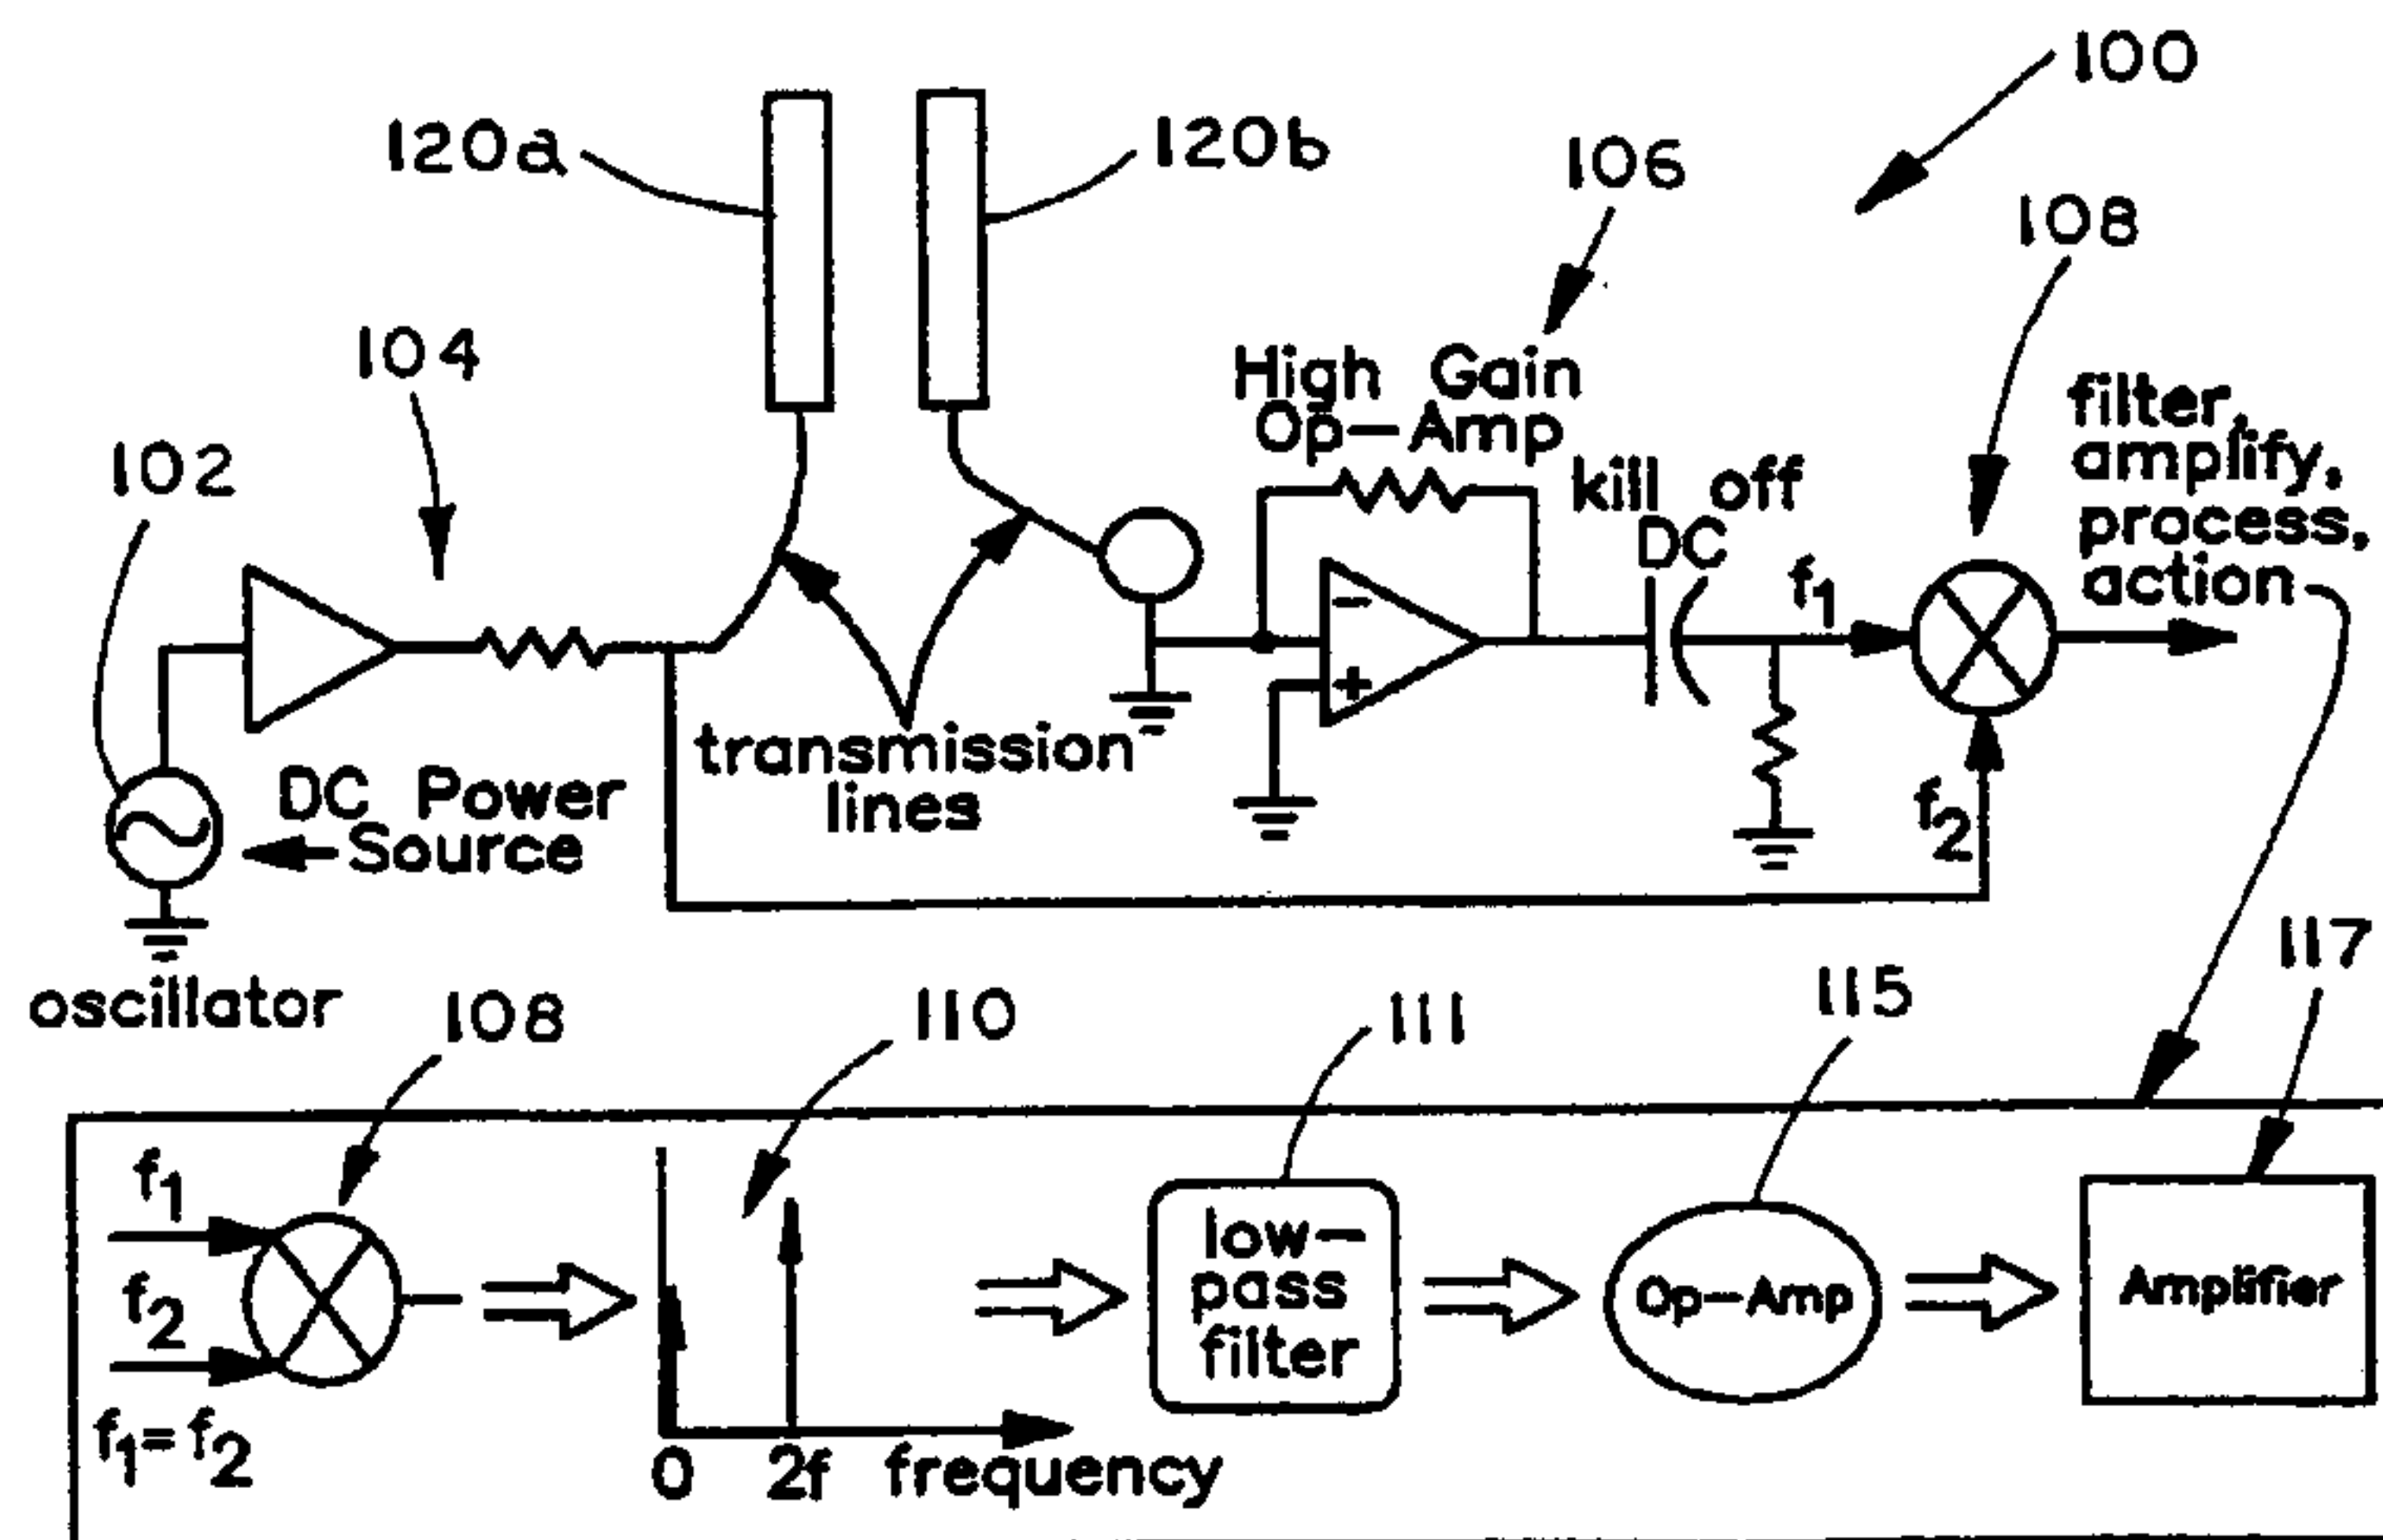 100
120a
120b
106
108
104
High Gain
Op-Amp
filter,
amplify,
process,
action
102
kill off
DC
f1
DC Power
Source
transmission
lines
f2
oscillator
117
108
110
111
115
f1
f2
f1=f2
0
2f
frequency
low-
pass
filter
Op-Amp
Amplifier
-
+